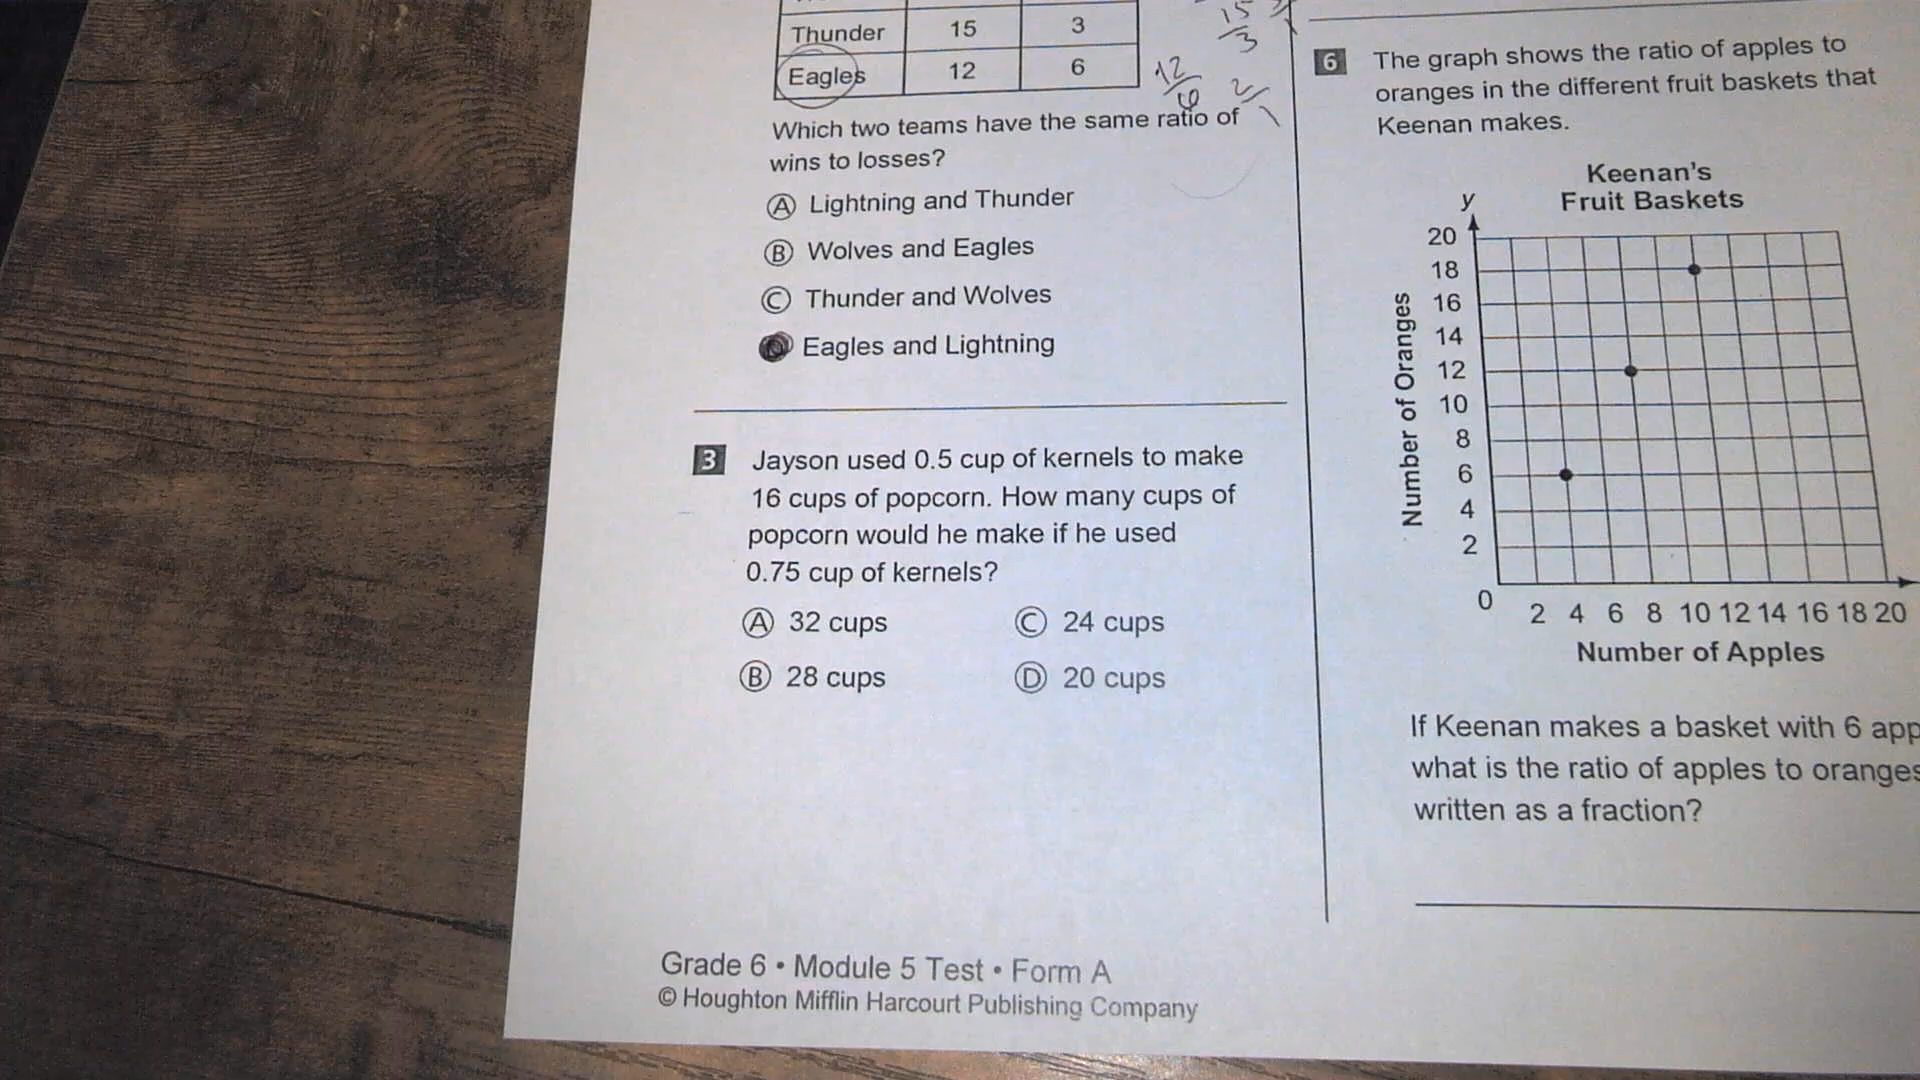 Thunder 15 3
Eagles 12 6
15
3
12
6
2
1
Which two teams have the same ratio of
wins to losses?
A Lightning and Thunder
B Wolves and Eagles
C Thunder and Wolves
D Eagles and Lightning
3 Jayson used 0.5 cup of kernels to make
16 cups of popcorn. How many cups of
popcorn would he make if he used
0.75 cup of kernels?
A 32 cups
C 24 cups
B 28 cups
D 20 cups
Grade 6 • Module 5 Test • Form A
© Houghton Mifflin Harcourt Publishing Company
6 The graph shows the ratio of apples to
oranges in the different fruit baskets that
Keenan makes.
Keenan's
Fruit Baskets
y
20
18
16
14
12
10
8
6
4
2
0
Number of Oranges
2 4 6 8 10 12 14 16 18 20
Number of Apples
If Keenan makes a basket with 6 app
what is the ratio of apples to oranges
written as a fraction?